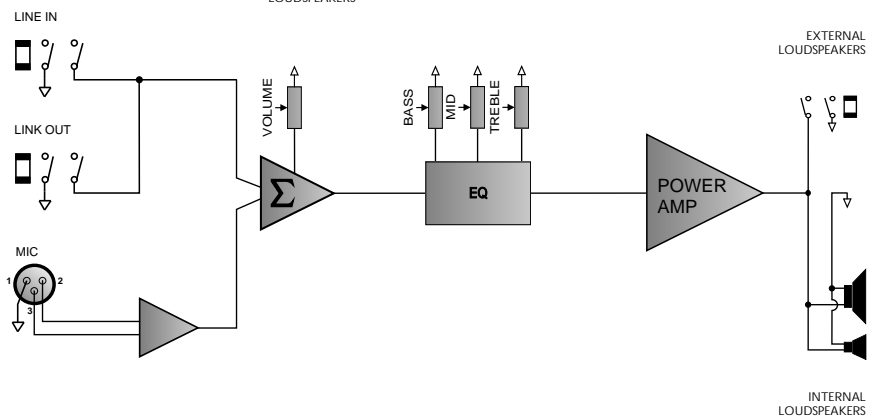 LOUDSPEAKERS
LINE IN
EXTERNAL
LOUDSPEAKERS
VOLUME
BASS
MID
TREBLE
LINK OUT
Σ
EQ
POWER
AMP
MIC
1
2
3
INTERNAL
LOUDSPEAKERS